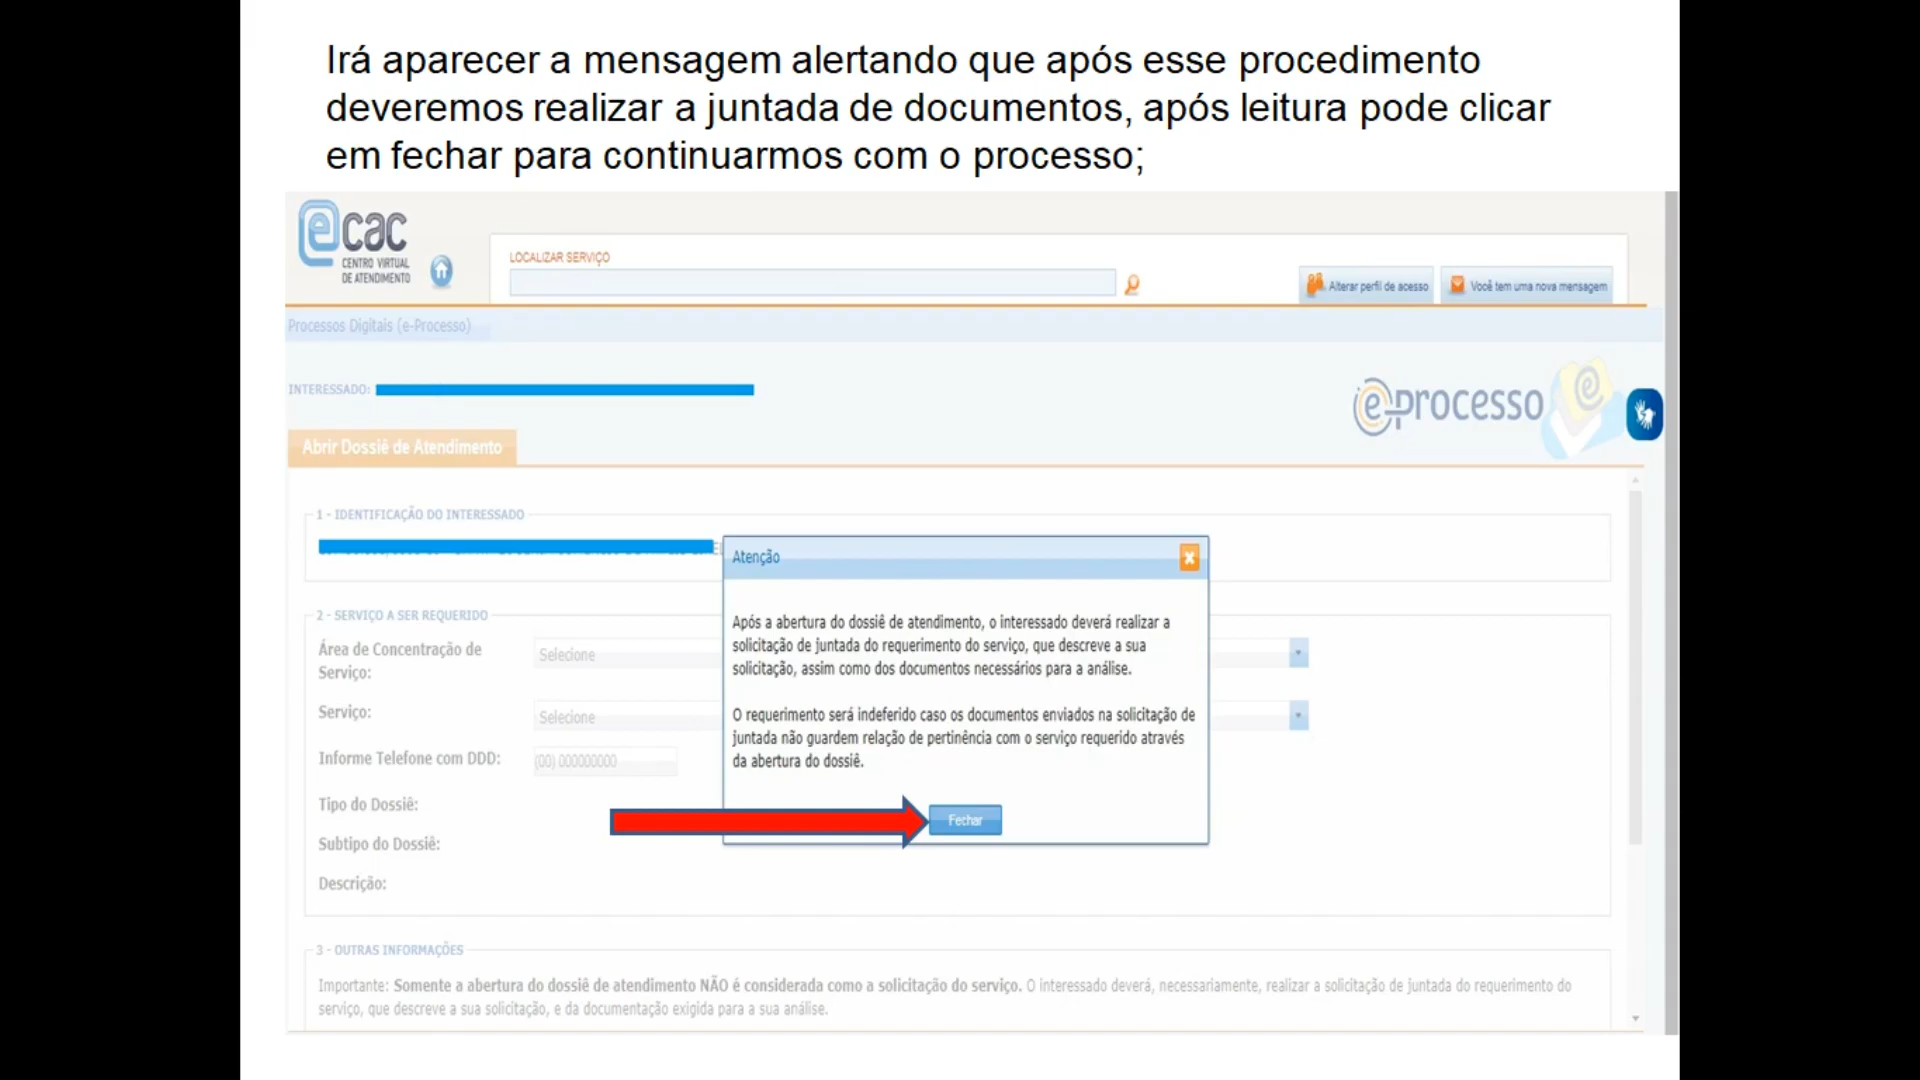 Irá aparecer a mensagem alertando que após esse procedimento
deveremos realizar a juntada de documentos, após leitura pode clicar
em fechar para continuarmos com o processo;
e cac
CENTRO VIRTUAL
DE ATENDIMENTO
LOCALIZAR SERVIÇO
Alterar perfil de acesso
Você tem uma nova mensagem
Processos Digitais (e-Processo)
INTERESSADO:
e-processo
Abrir Dossiê de Atendimento
1 - IDENTIFICAÇÃO DO INTERESSADO
Atenção
Após a abertura do dossiê de atendimento, o interessado deverá realizar a
solicitação de juntada do requerimento do serviço, que descreve a sua
solicitação, assim como dos documentos necessários para a análise.
O requerimento será indeferido caso os documentos enviados na solicitação de
juntada não guardem relação de pertinência com o serviço requerido através
da abertura do dossiê.
Fechar
2 - SERVIÇO A SER REQUERIDO
Área de Concentração de
Serviço:
Selecione
Serviço:
Selecione
Informe Telefone com DDD:
(00) 000000000
Tipo do Dossiê:
Subtipo do Dossiê:
Descrição:
3 - OUTRAS INFORMAÇÕES
Importante: Somente a abertura do dossiê de atendimento NÃO é considerada como a solicitação do serviço. O interessado deverá, necessariamente, realizar a solicitação de juntada do requerimento do
serviço, que descreve a sua solicitação, e da documentação exigida para a sua análise.